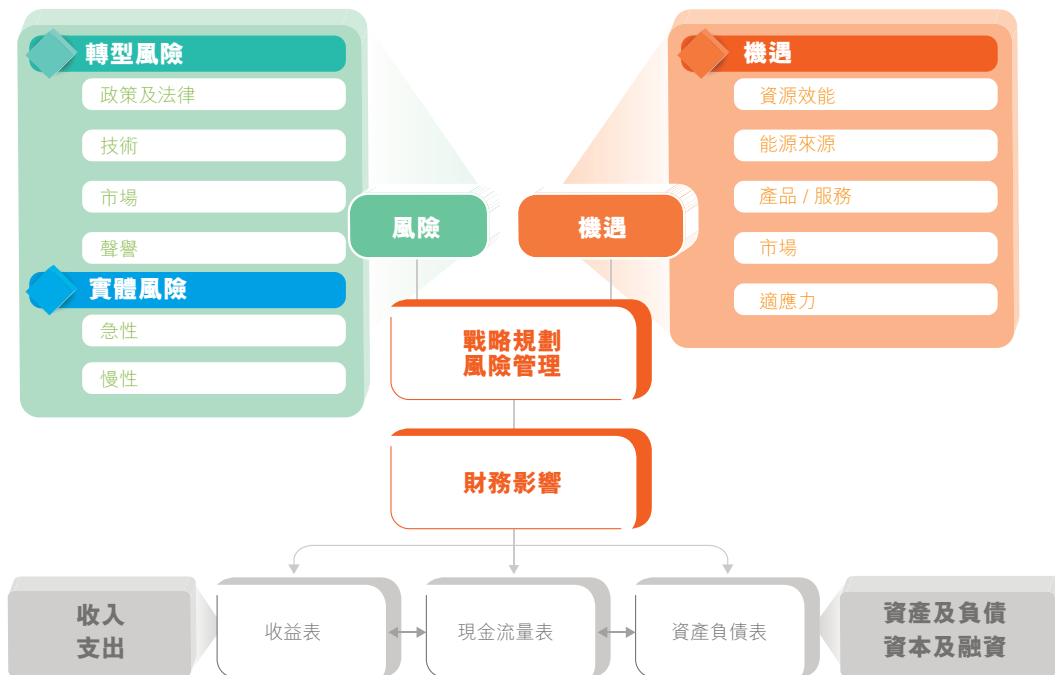 轉型風險
政策及法律
技術
市場
聲譽
實體風險
急性
慢性
機遇
資源效能
能源來源
產品 / 服務
市場
適應力
風險
機遇
戰略規劃
風險管理
財務影響
收入
支出
收益表
現金流量表
資產負債表
資產及負債
資本及融資